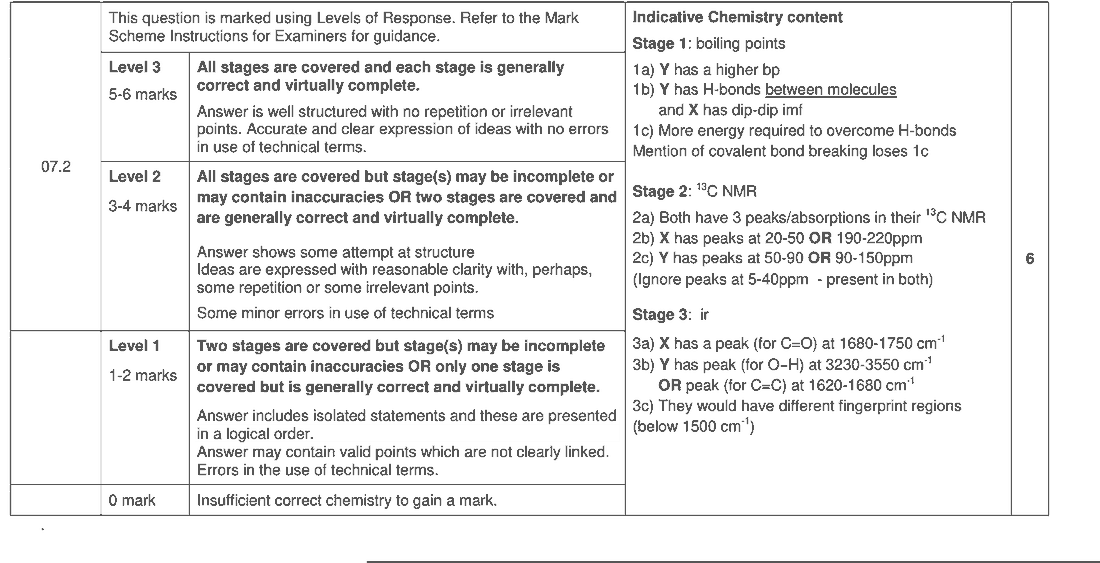 07.2
This question is marked using Levels of Response. Refer to the Mark
Scheme Instructions for Examiners for guidance.
Level 3
5-6 marks
All stages are covered and each stage is generally
correct and virtually complete.
Answer is well structured with no repetition or irrelevant
points. Accurate and clear expression of ideas with no errors
in use of technical terms.
Level 2
3-4 marks
All stages are covered but stage(s) may be incomplete or
may contain inaccuracies OR two stages are covered and
are generally correct and virtually complete.
Answer shows some attempt at structure
Ideas are expressed with reasonable clarity with, perhaps,
some repetition or some irrelevant points.
Some minor errors in use of technical terms
Level 1
1-2 marks
Two stages are covered but stage(s) may be incomplete
or may contain inaccuracies OR only one stage is
covered but is generally correct and virtually complete.
Answer includes isolated statements and these are presented
in a logical order.
Answer may contain valid points which are not clearly linked.
Errors in the use of technical terms.
0 mark
Insufficient correct chemistry to gain a mark.
Indicative Chemistry content
Stage 1: boiling points
1a) Y has a higher bp
1b) Y has H-bonds between molecules
and X has dip-dip imf
1c) More energy required to overcome H-bonds
Mention of covalent bond breaking loses 1c
Stage 2: ¹³C NMR
2a) Both have 3 peaks/absorptions in their ¹³C NMR
2b) X has peaks at 20-50 OR 190-220ppm
2c) Y has peaks at 50-90 OR 90-150ppm
(Ignore peaks at 5-40ppm - present in both)
Stage 3: ir
3a) X has a peak (for C=O) at 1680-1750 cm⁻¹
3b) Y has peak (for O–H) at 3230-3550 cm⁻¹
OR peak (for C=C) at 1620-1680 cm⁻¹
3c) They would have different fingerprint regions
(below 1500 cm⁻¹)
6